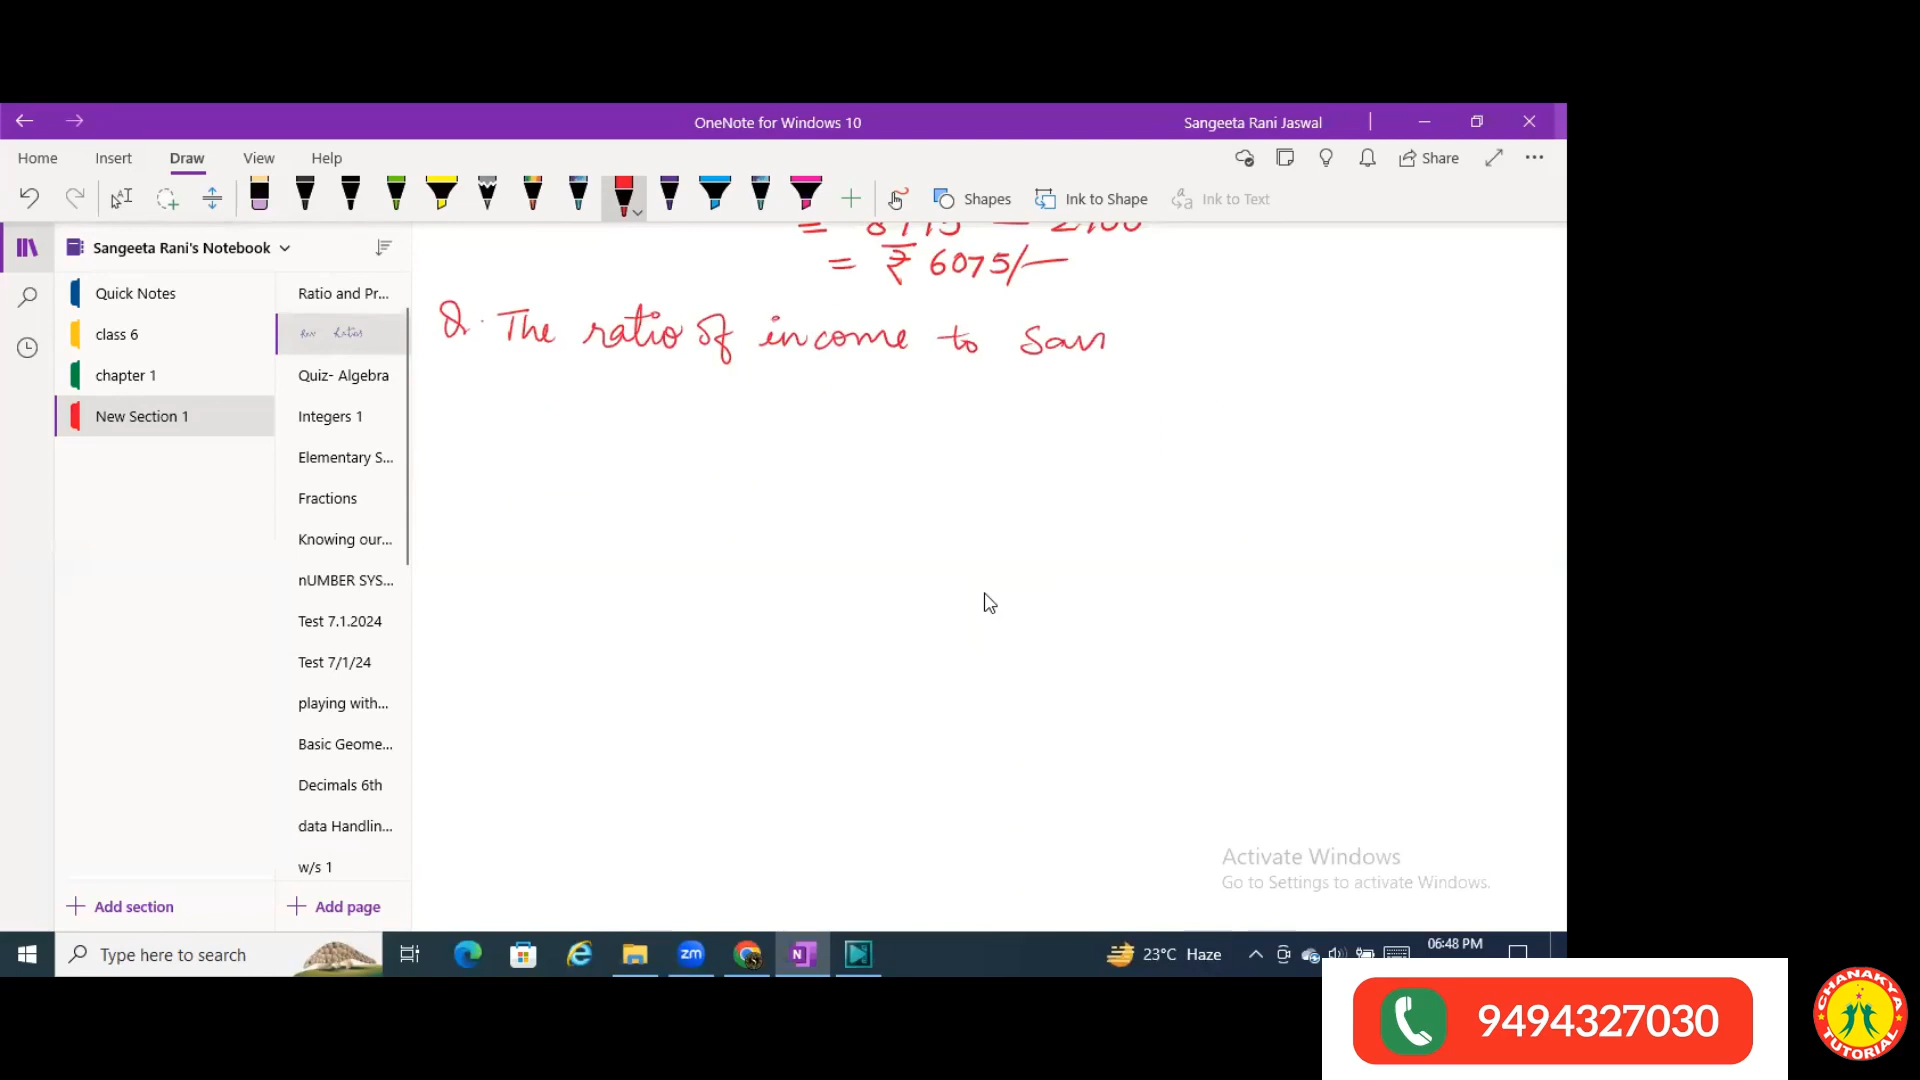 OneNote for Windows 10
Sangeeta Rani Jaswal
Home Insert Draw View Help
Share
Shapes Ink to Shape Ink to Text
Sangeeta Rani's Notebook
Quick Notes
class 6
chapter 1
New Section 1
Add section
Ratio and Pr...
Quiz- Algebra
Integers 1
Elementary S...
Fractions
Knowing our...
nUMBER SYS...
Test 7.1.2024
Test 7/1/24
playing with...
Basic Geome...
Decimals 6th
data Handlin...
w/s 1
Add page
= ₹ 6075/-
Q. The ratio of income to sav
Activate Windows
Go to Settings to activate Windows.
Type here to search
zm
N
23°C Haze
06:48 PM
9494327030
CHANAKYA
TUTORIAL